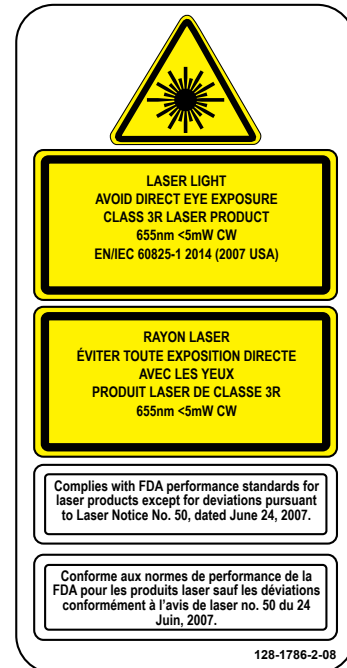 LASER LIGHT
AVOID DIRECT EYE EXPOSURE
CLASS 3R LASER PRODUCT
655nm <5mW CW
EN/IEC 60825-1 2014 (2007 USA)
RAYON LASER
ÉVITER TOUTE EXPOSITION DIRECTE
AVEC LES YEUX
PRODUIT LASER DE CLASSE 3R
655nm <5mW CW
Complies with FDA performance standards for
laser products except for deviations pursuant
to Laser Notice No. 50, dated June 24, 2007.
Conforme aux normes de performance de la
FDA pour les produits laser sauf les déviations
conformément à l’avis de laser no. 50 du 24
Juin, 2007.
128-1786-2-08